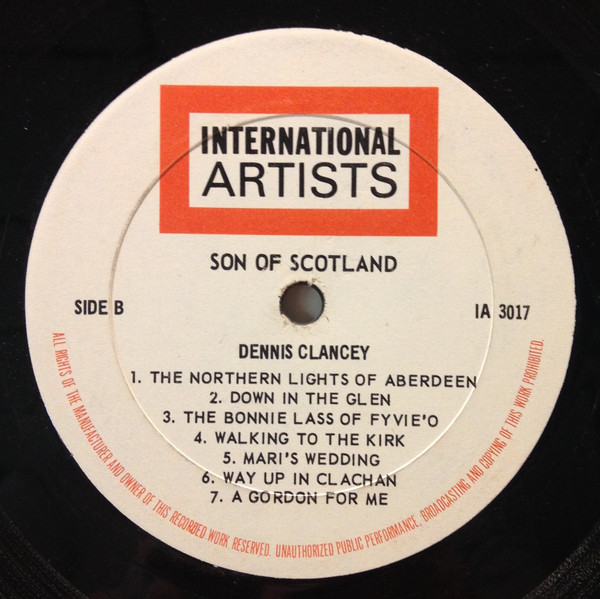 INTERNATIONAL
ARTISTS
SON OF SCOTLAND
SIDE B
IA 3017
DENNIS CLANCEY
1. THE NORTHERN LIGHTS OF ABERDEEN
2. DOWN IN THE GLEN
3. THE BONNIE LASS OF FYVIE'O
4. WALKING TO THE KIRK
5. MARI'S WEDDING
6. WAY UP IN CLACHAN
7. A GORDON FOR ME
ALL RIGHTS OF THE MANUFACTURER AND OWNER OF THIS RECORDED WORK RESERVED. UNAUTHORIZED PUBLIC PERFORMANCE, BROADCASTING AND COPYING OF THIS WORK PROHIBITED.